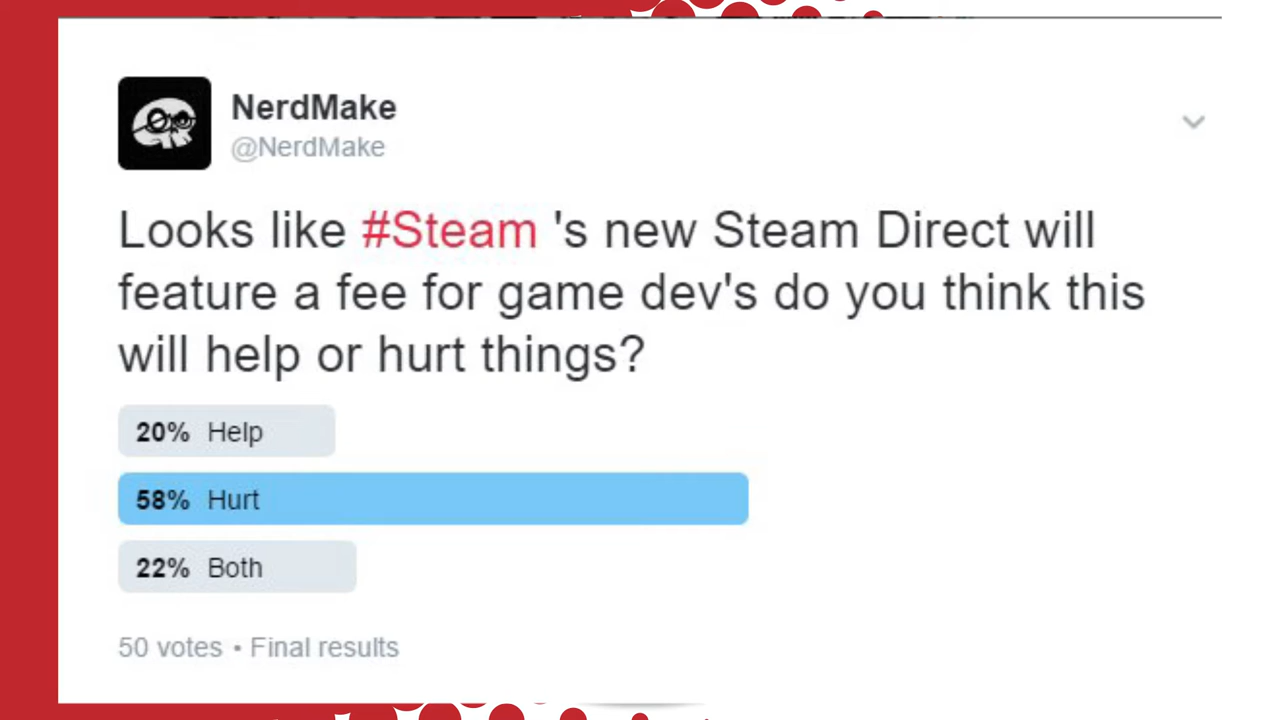 NerdMake
@NerdMake
Looks like #Steam 's new Steam Direct will
feature a fee for game dev's do you think this
will help or hurt things?
20% Help
58% Hurt
22% Both
50 votes • Final results